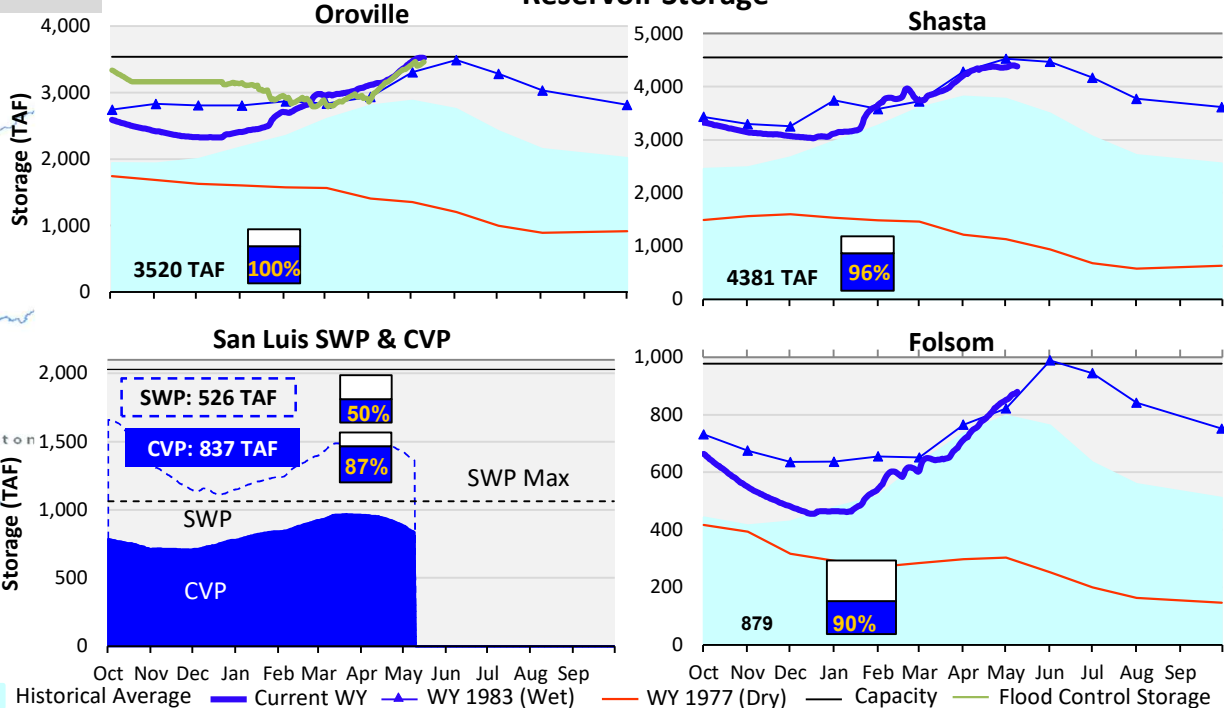 Reservoir Storage
Oroville
Storage (TAF)
4,000
3,000
2,000
1,000
0
3520 TAF
100%
Shasta
5,000
4,000
3,000
2,000
1,000
0
4381 TAF
96%
San Luis SWP & CVP
Storage (TAF)
2,000
1,500
1,000
500
0
SWP: 526 TAF
50%
CVP: 837 TAF
87%
SWP Max
SWP
CVP
Oct Nov Dec Jan Feb Mar Apr May Jun Jul Aug Sep
Folsom
1,000
800
600
400
200
0
879
90%
Oct Nov Dec Jan Feb Mar Apr May Jun Jul Aug Sep
ton
Historical Average Current WY WY 1983 (Wet) WY 1977 (Dry) Capacity Flood Control Storage